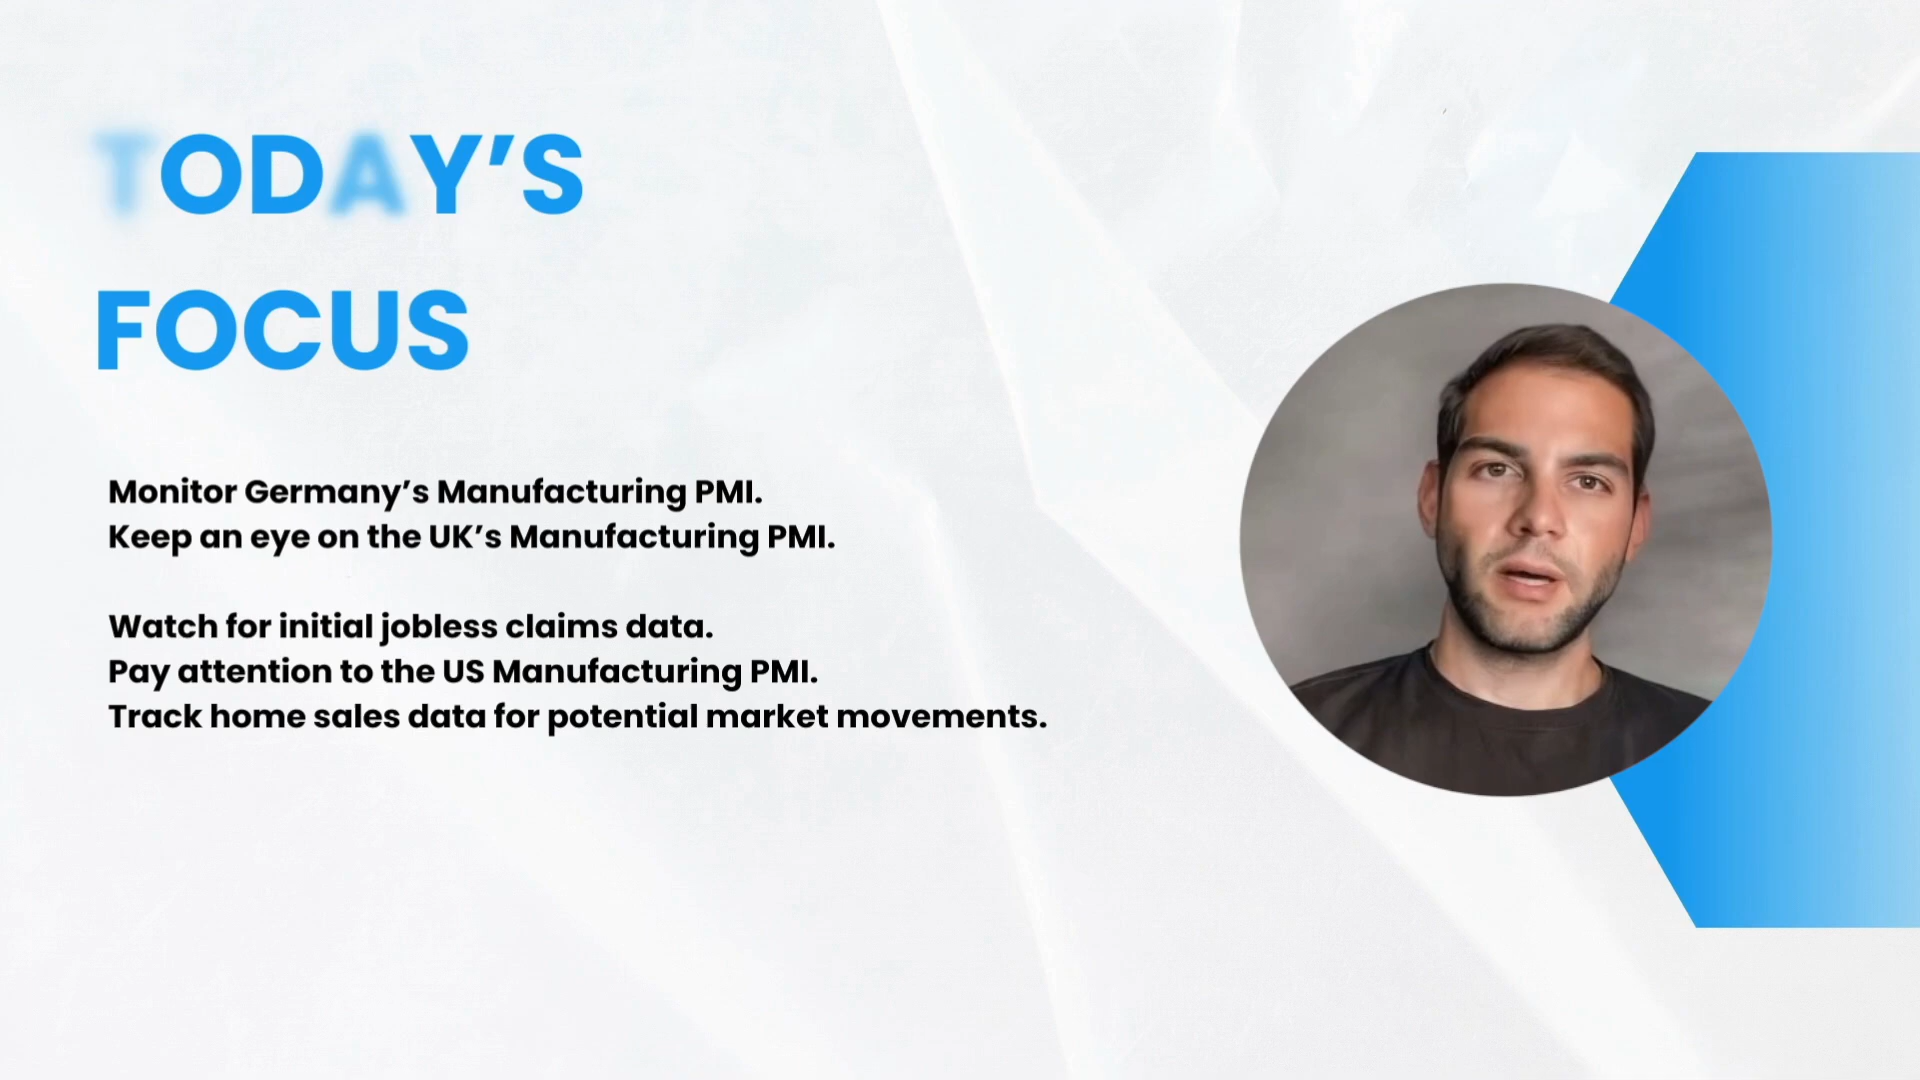 TODAY’S
FOCUS
Monitor Germany’s Manufacturing PMI.
Keep an eye on the UK’s Manufacturing PMI.
Watch for initial jobless claims data.
Pay attention to the US Manufacturing PMI.
Track home sales data for potential market movements.